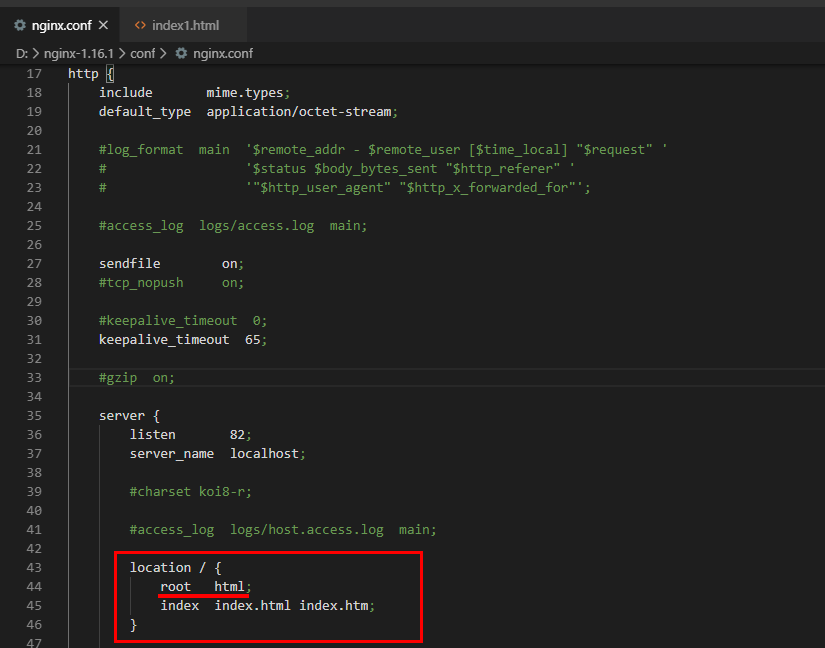 nginx.conf × <> index1.html
D: > nginx-1.16.1 > conf > nginx.conf
17 http {
18 include mime.types;
19 default_type application/octet-stream;
20
21 #log_format main '$remote_addr - $remote_user [$time_local] "$request" '
22 # '$status $body_bytes_sent "$http_referer" '
23 # '"$http_user_agent" "$http_x_forwarded_for"';
24
25 #access_log logs/access.log main;
26
27 sendfile on;
28 #tcp_nopush on;
29
30 #keepalive_timeout 0;
31 keepalive_timeout 65;
32
33 #gzip on;
34
35 server {
36 listen 82;
37 server_name localhost;
38
39 #charset koi8-r;
40
41 #access_log logs/host.access.log main;
42
43 location / {
44 root html;
45 index index.html index.htm;
46 }
47